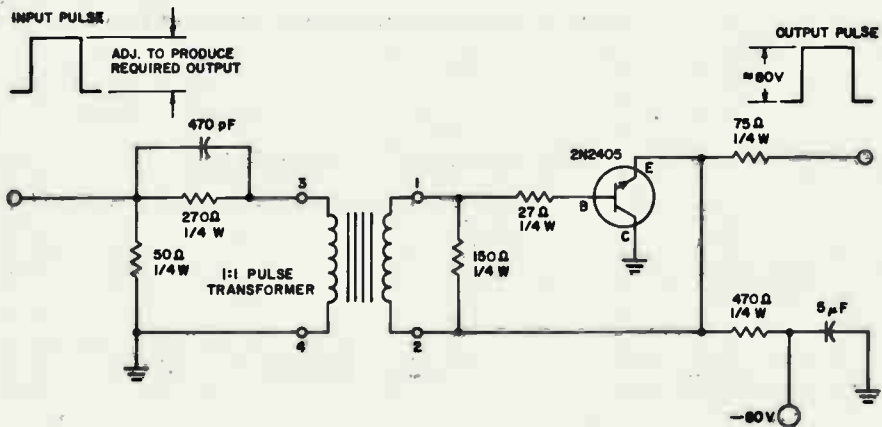 INPUT PULSE
ADJ. TO PRODUCE
REQUIRED OUTPUT
OUTPUT PULSE
≈80V
470 pF
270Ω
1/4 W
50Ω
1/4 W
3
4
1:1 PULSE
TRANSFORMER
1
2
150Ω
1/4 W
27Ω
1/4 W
2N2405
B
E
C
75Ω
1/4 W
470Ω
1/4 W
5μF
—80V